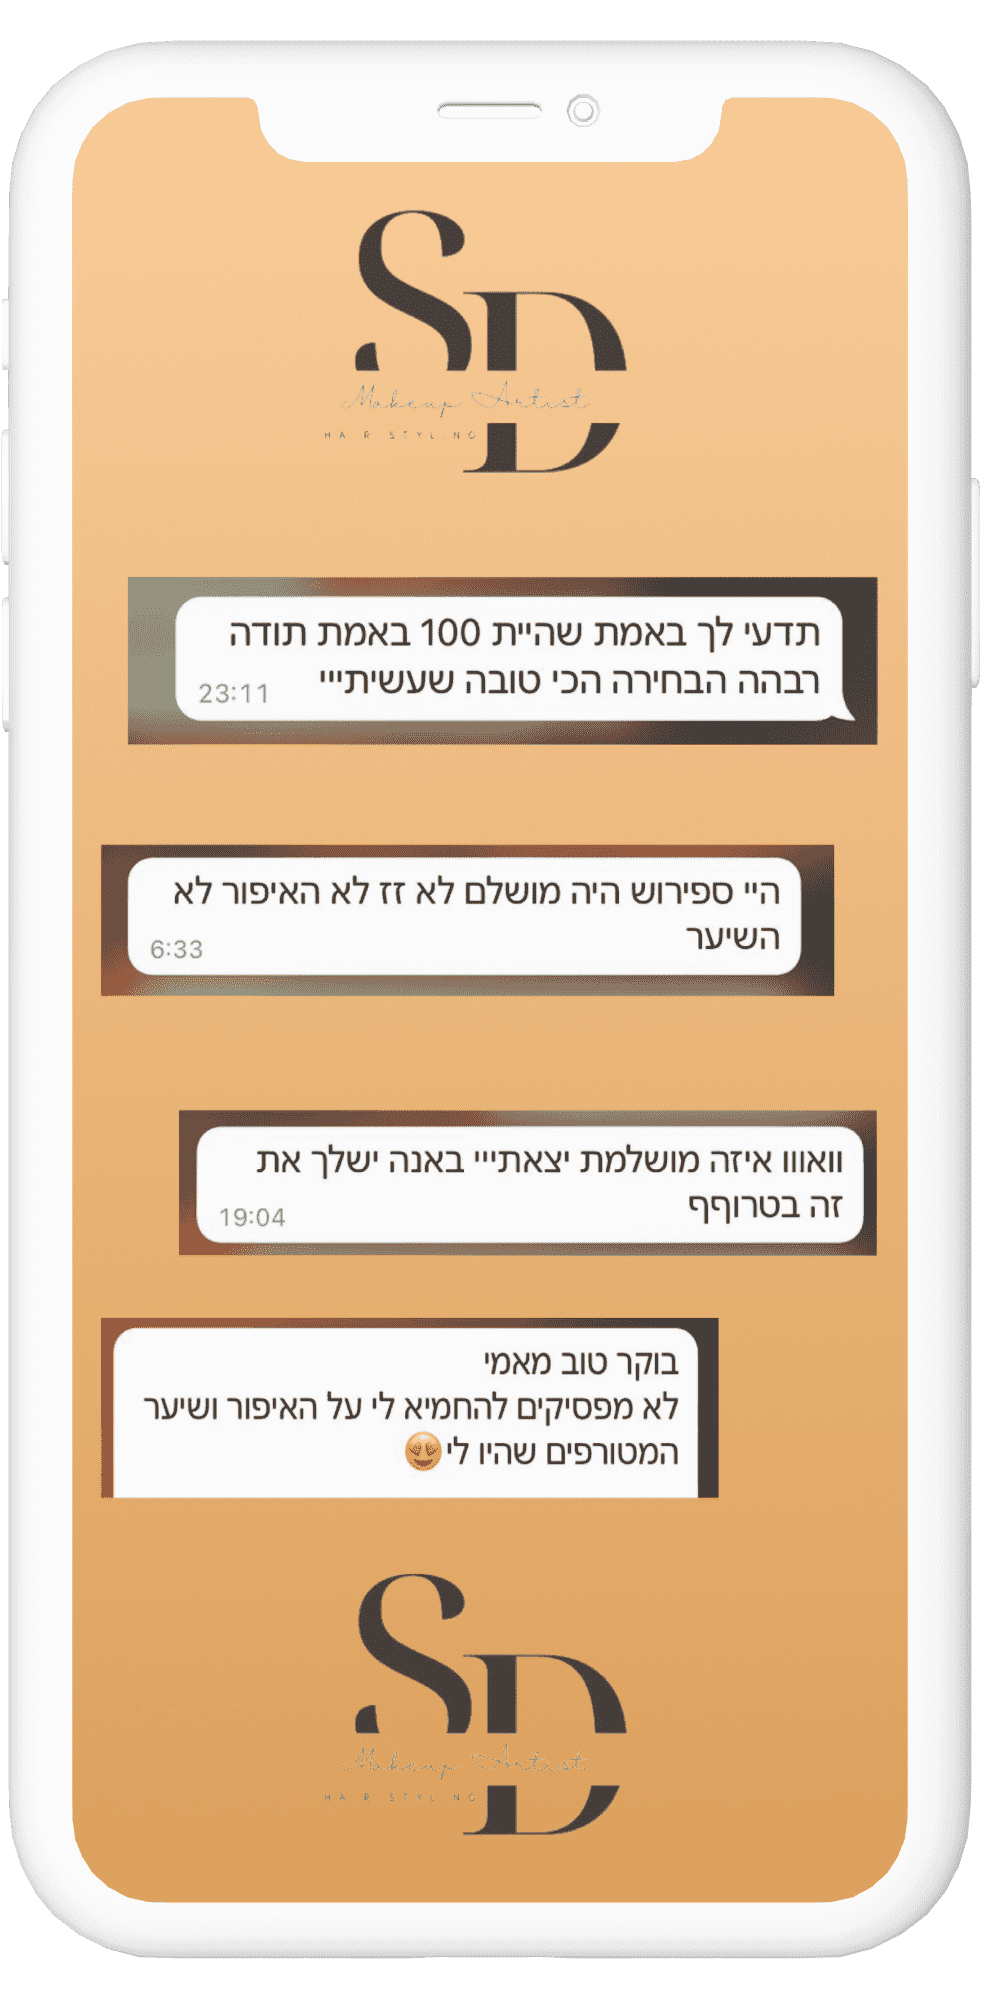 SD
Makeup Artist
HAIR STYLING
תדעי לך באמת שהיית 100 באמת תודה
רבהה הבחירה הכי טובה שעשיתייי
23:11
היי ספירוש היה מושלם לא זז לא האיפור לא
השיער
6:33
וואווו איזה מושלמת יצאתייי באנה ישלך את
זה בטרוףף
19:04
בוקר טוב מאמי
לא מפסיקים להחמיא לי על האיפור ושיער
המטורפים שהיו לי😍
SD
Makeup Artist
HAIR STYLING